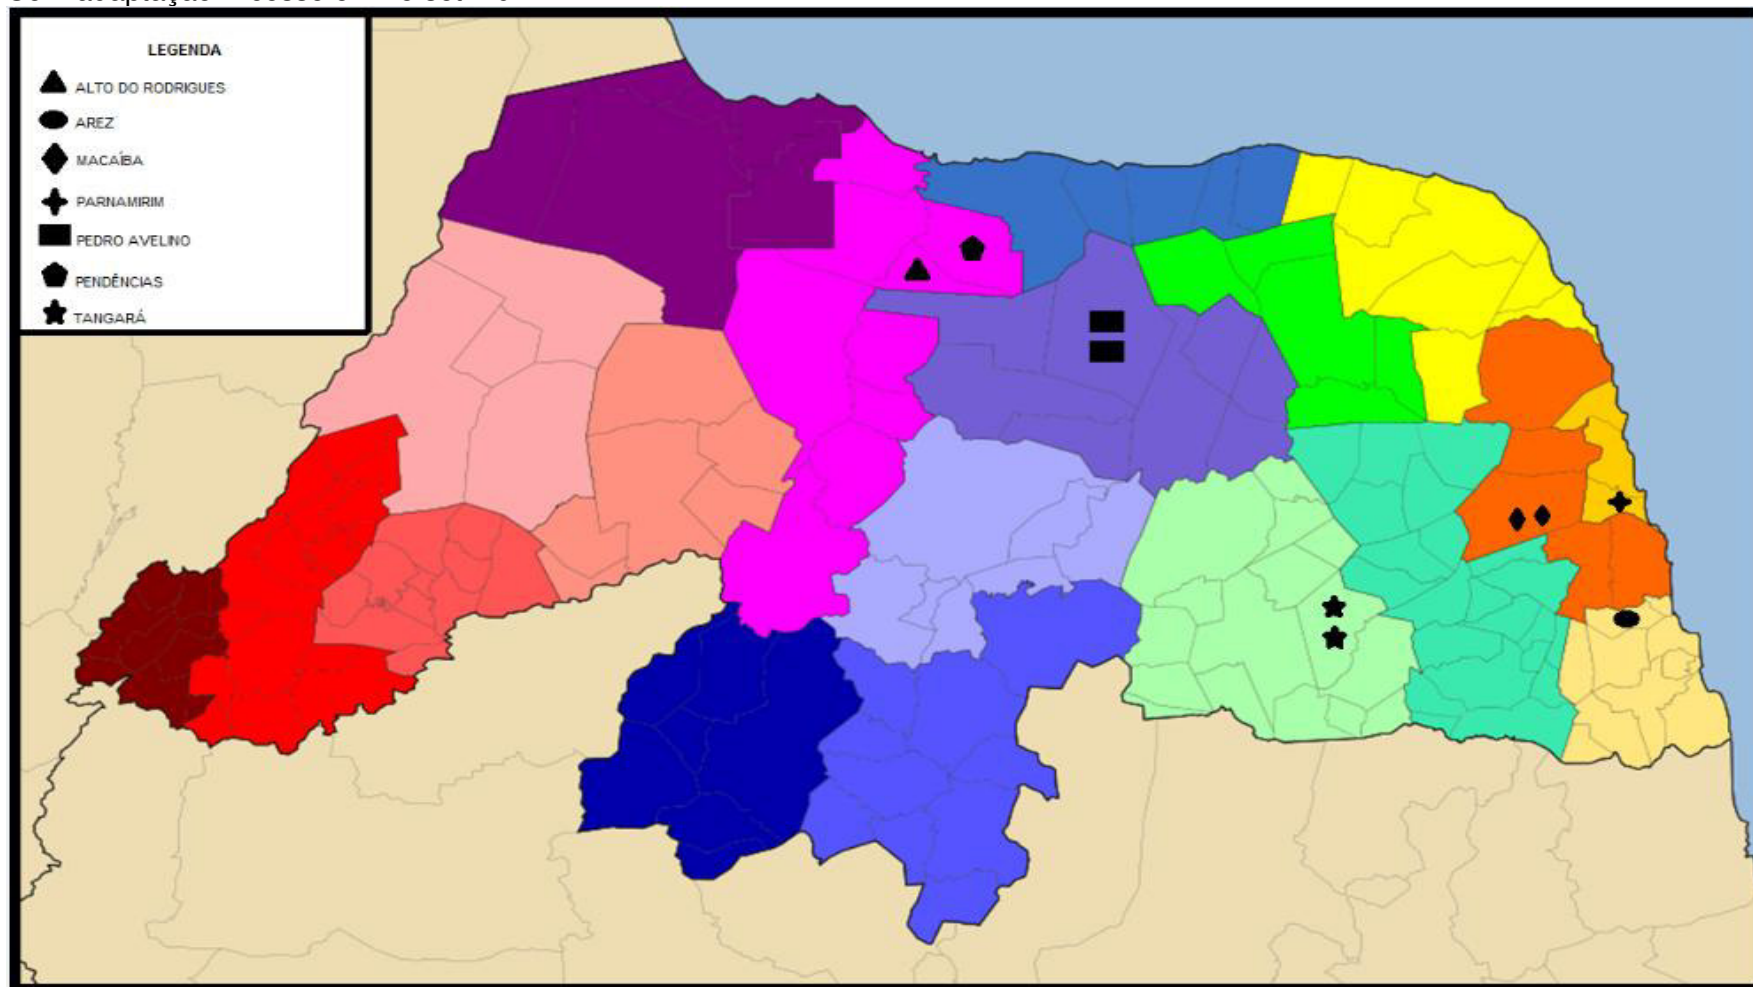 LEGENDA
ALTO DO RODRIGUES
AREZ
MACAÍBA
PARNAMIRIM
PEDRO AVELINO
PENDÊNCIAS
TANGARÁ